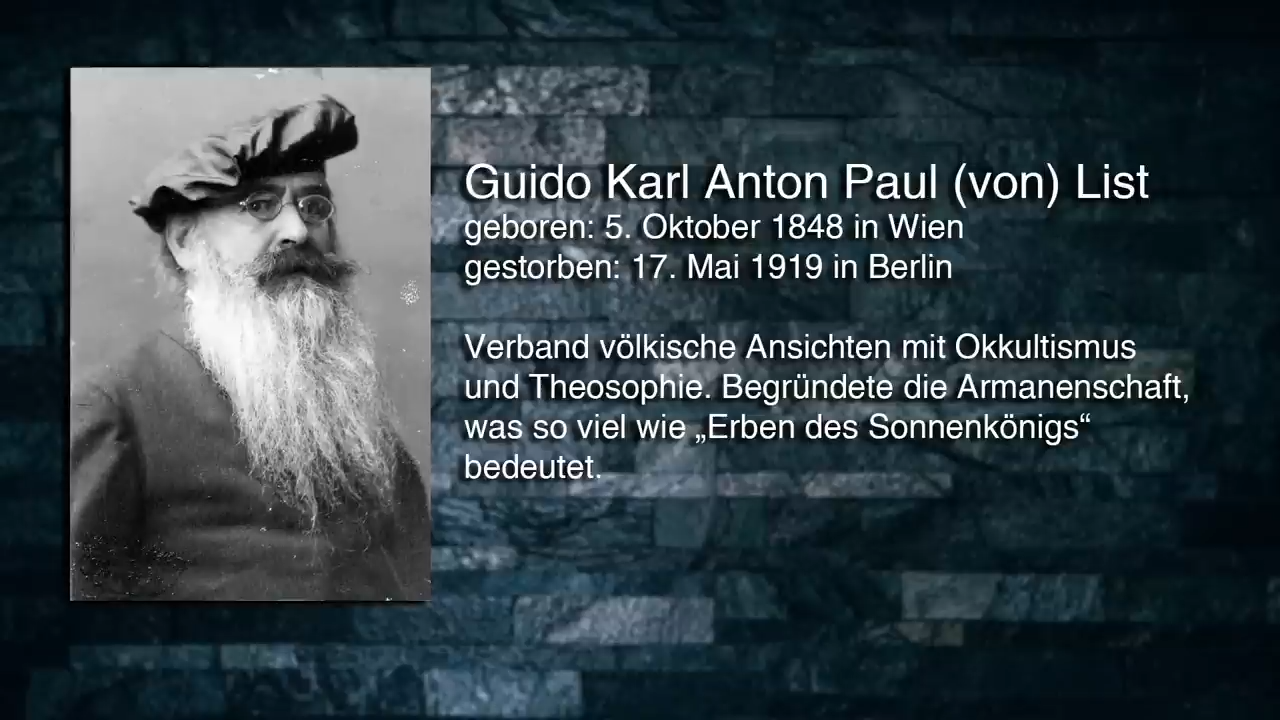 Guido Karl Anton Paul (von) List
geboren: 5. Oktober 1848 in Wien
gestorben: 17. Mai 1919 in Berlin
Verband völkische Ansichten mit Okkultismus
und Theosophie. Begründete die Armanenschaft,
was so viel wie „Erben des Sonnenkönigs“
bedeutet.